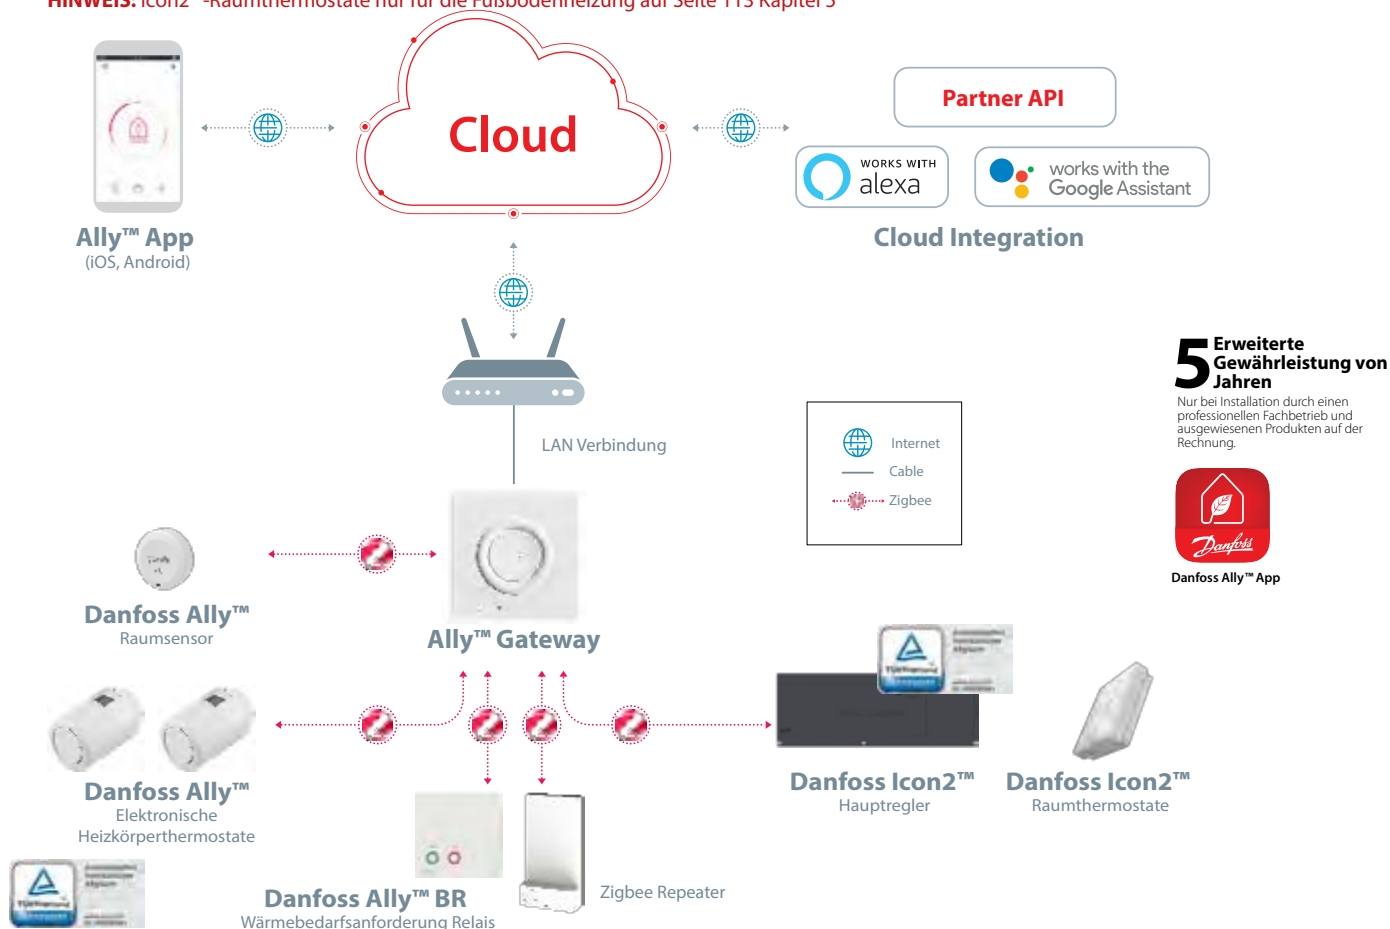 HINWEIS: Icon2™-Raumthermostate nur für die Fußbodenheizung auf Seite 113 Kapitel 5
Cloud
Partner API
WORKS WITH
alexa
works with the
Google Assistant
Ally™ App
(iOS, Android)
Cloud Integration
5
Erweiterte
Gewährleistung von
Jahren
Nur bei Installation durch einen
professionellen Fachbetrieb und
ausgewiesenen Produkten auf der
Rechnung.
LAN Verbindung
Internet
Cable
Zigbee
Danfoss
Danfoss Ally™ App
Danfoss Ally™
Raumsensor
Ally™ Gateway
Danfoss Ally™
Elektronische
Heizkörperthermostate
Danfoss Icon2™
Hauptregler
Danfoss Icon2™
Raumthermostate
Danfoss Ally™ BR
Wärmebedarfsanforderung Relais
Zigbee Repeater